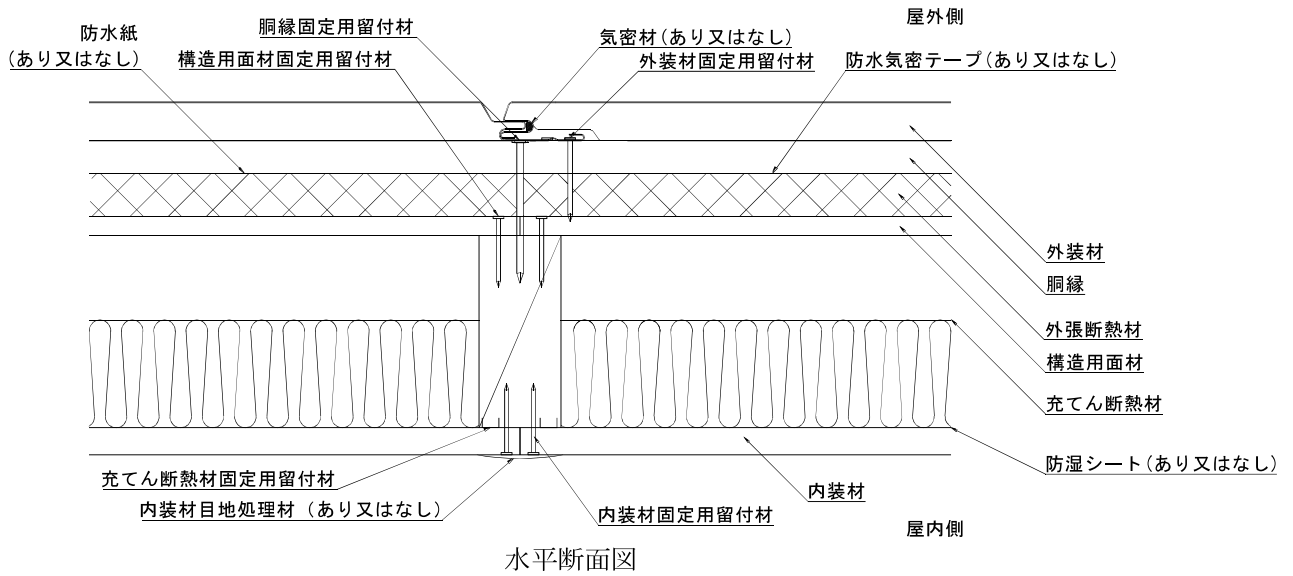 屋外側
胴縁固定用留付材
防水紙
(あり又はなし)
構造用面材固定用留付材
気密材(あり又はなし)
外装材固定用留付材
防水気密テープ(あり又はなし)
外装材
胴縁
外張断熱材
構造用面材
充てん断熱材
防湿シート(あり又はなし)
充てん断熱材固定用留付材
内装材目地処理材 (あり又はなし)
内装材固定用留付材
内装材
屋内側
水平断面図